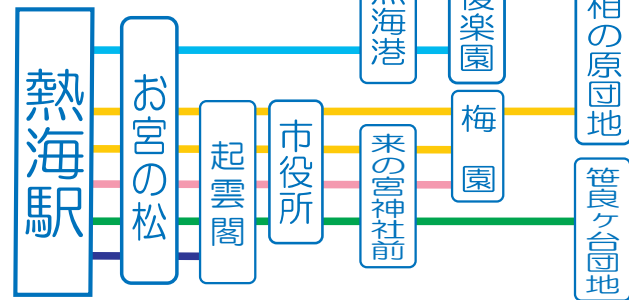 熱海駅
お宮の松
起雲閣
市役所
熱海港
来の宮神社前
後楽園
梅園
相の原団地
笹良ヶ台団地